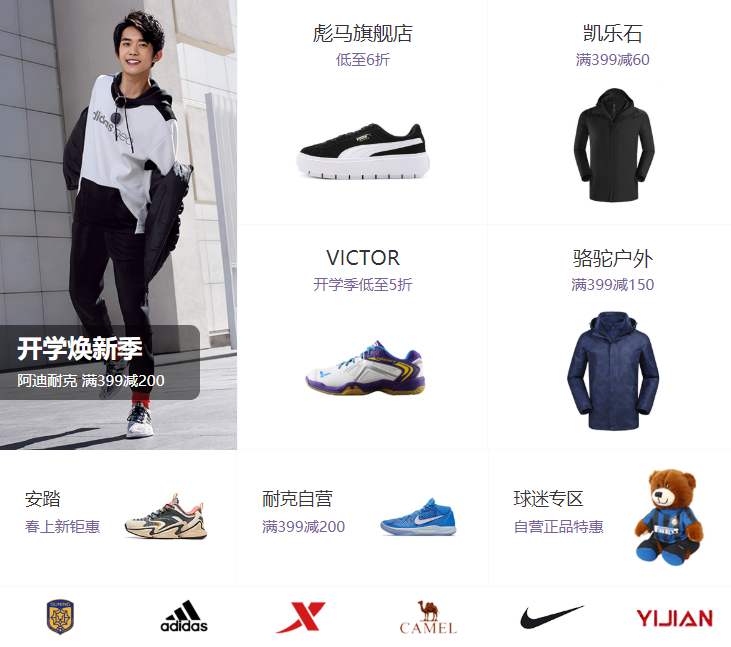 adidas neo
开学焕新季
阿迪耐克 满399减200
彪马旗舰店
低至6折
凯乐石
满399减60
VICTOR
开学季低至5折
骆驼户外
满399减150
安踏
春上新钜惠
耐克自营
满399减200
球迷专区
自营正品特惠
SUNING
adidas
CAMEL
YIJIAN